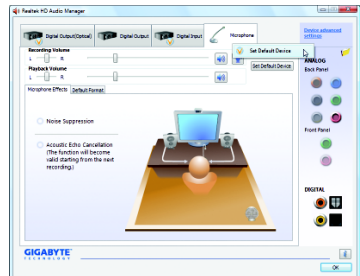 Realtek HD Audio Manager
Digital Output(Optical)
Digital Output
Digital Input
Microphone
Device advanced settings
Recording Volume
L R
Set Default Device
Playback Volume
L R
Set Default Device
Microphone Effects
Default Format
Noise Suppression
Acoustic Echo Cancellation
(The function will become
valid starting from the next
recording.)
ANALOG
Back Panel
Front Panel
DIGITAL
GIGABYTE
TECHNOLOGY
OK